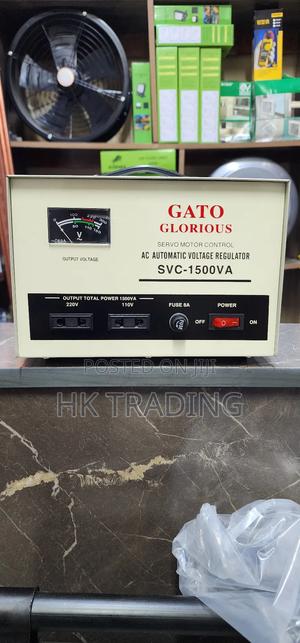 GATO
GLORIOUS
SERVO MOTOR CONTROL
AC AUTOMATIC VOLTAGE REGULATOR
SVC-1500VA
V
OUTPUT VOLTAGE
OUTPUT TOTAL POWER 1500VA
220V 110V
FUSE 8A
POWER
OFF
ON
POSTED ON JIJI
HK TRADING